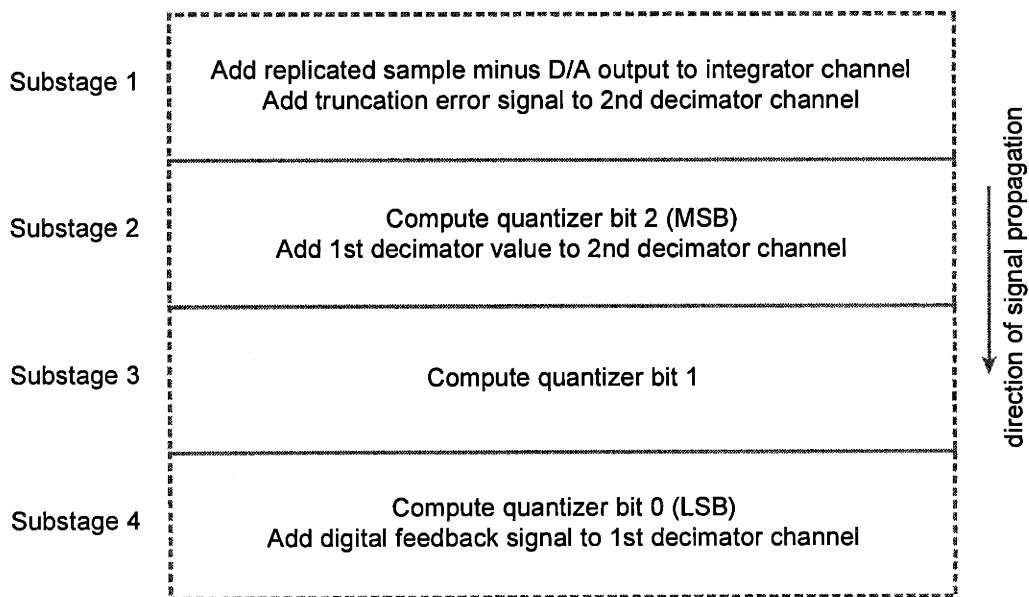 Substage 1
Add replicated sample minus D/A output to integrator channel
Add truncation error signal to 2nd decimator channel
Substage 2
Compute quantizer bit 2 (MSB)
Add 1st decimator value to 2nd decimator channel
Substage 3
Compute quantizer bit 1
Substage 4
Compute quantizer bit 0 (LSB)
Add digital feedback signal to 1st decimator channel
direction of signal propagation